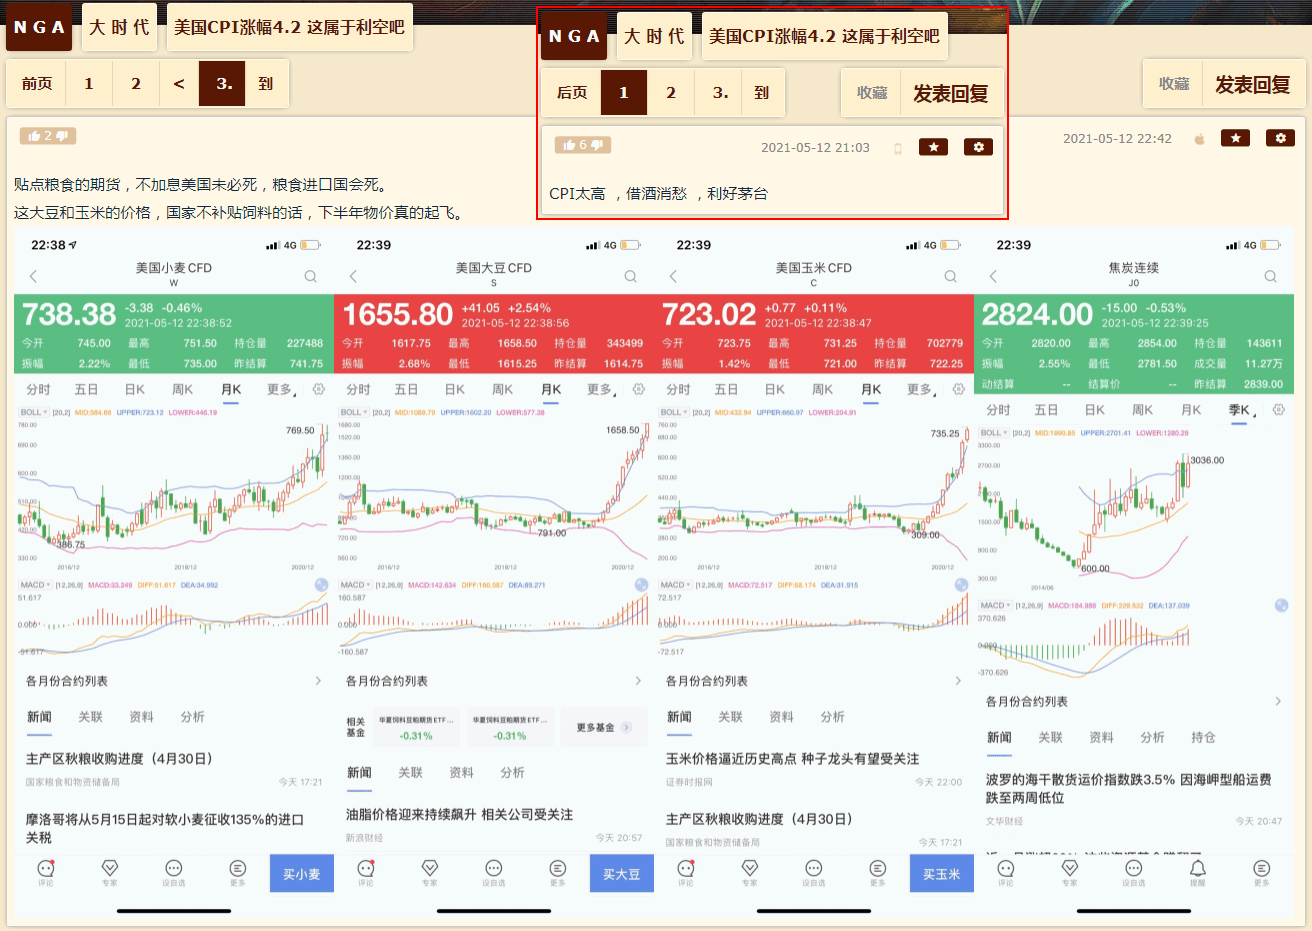 NGA 大时代 美国CPI涨幅4.2 这属于利空吧
前页 1 2 < 3. 到
收藏 发表回复
2
2021-05-12 22:42
贴点粮食的期货，不加息美国未必死，粮食进口国会死。
这大豆和玉米的价格，国家不补贴饲料的话，下半年物价真的起飞。
NGA 大时代 美国CPI涨幅4.2 这属于利空吧
后页 1 2 3. 到
收藏 发表回复
6
2021-05-12 21:03
CPI太高 ，借酒消愁 ，利好茅台
22:38 4G
美国小麦CFD
W
738.38 -3.38 -0.46%
2021-05-12 22:38:52
今开 745.00 最高 751.50 持仓量 227488
振幅 2.22% 最低 735.00 昨结算 741.75
分时 五日 日K 周K 月K 更多
BOLL [20,2] MID:584.66 UPPER:723.12 LOWER:446.19
780.00
769.50
690.00
600.00
510.00
420.00
386.75
330.00
2016/12 2018/12 2020/12
MACD [12,26,9] MACD:33.249 DIFF:51.617 DEA:34.992
51.617
0.000
-51.617
各月份合约列表
新闻 关联 资料 分析
主产区秋粮收购进度（4月30日）
国家粮食和物资储备局 今天 17:21
摩洛哥将从5月15日起对软小麦征收135%的进口
关税
评论 专家 设自选 更多 买小麦
22:39 4G
美国大豆CFD
S
1655.80 +41.05 +2.54%
2021-05-12 22:38:56
今开 1617.75 最高 1658.50 持仓量 343499
振幅 2.68% 最低 1615.25 昨结算 1614.75
分时 五日 日K 周K 月K 更多
BOLL [20,2] MID:1089.79 UPPER:1602.20 LOWER:577.38
1680.00
1658.50
1520.00
1360.00
1200.00
1040.00
720.00
791.00
560.00
2016/12 2018/12 2020/12
MACD [12,26,9] MACD:142.634 DIFF:160.587 DEA:89.271
160.587
0.000
-160.587
各月份合约列表
相关
基金
华夏饲料豆粕期货ETF... 华夏饲料豆粕期货ETF... 更多基金
-0.31% -0.31%
新闻 关联 资料 分析
油脂价格迎来持续飙升 相关公司受关注
新浪财经 今天 20:57
评论 专家 设自选 更多 买大豆
22:39 4G
美国玉米CFD
C
723.02 +0.77 +0.11%
2021-05-12 22:38:47
今开 723.75 最高 731.25 持仓量 702779
振幅 1.42% 最低 721.00 昨结算 722.25
分时 五日 日K 周K 月K 更多
BOLL [20,2] MID:432.94 UPPER:660.97 LOWER:204.91
760.00
735.25
680.00
600.00
520.00
440.00
360.00
309.00
280.00
200.00
2016/12 2018/12 2020/12
MACD [12,26,9] MACD:72.517 DIFF:68.174 DEA:31.915
72.517
0.000
-72.517
各月份合约列表
新闻 关联 资料 分析
玉米价格逼近历史高点 种子龙头有望受关注
证券时报网 今天 22:00
主产区秋粮收购进度（4月30日）
国家粮食和物资储备局 今天 17:21
评论 专家 设自选 更多 买玉米
22:39 4G
焦炭连续
J0
2824.00 -15.00 -0.53%
2021-05-12 22:39:25
今开 2820.00 最高 2854.00 持仓量 143611
振幅 2.55% 最低 2781.50 成交量 11.27万
动结算 -- 结算价 -- 昨结算 2839.00
分时 五日 日K 周K 月K 季K
BOLL [20,2] MID:1990.85 UPPER:2701.41 LOWER:1280.29
3300.00
3036.00
2700.00
1500.00
900.00
600.00
300.00
2014/06
MACD [12,26,9] MACD:184.988 DIFF:229.532 DEA:137.039
370.626
0.000
-370.626
各月份合约列表
新闻 关联 资料 分析 持仓
波罗的海干散货运价指数跌3.5% 因海岬型船运费
跌至两周低位
文华财经 今天 20:47
评论 专家 设自选 提醒 更多